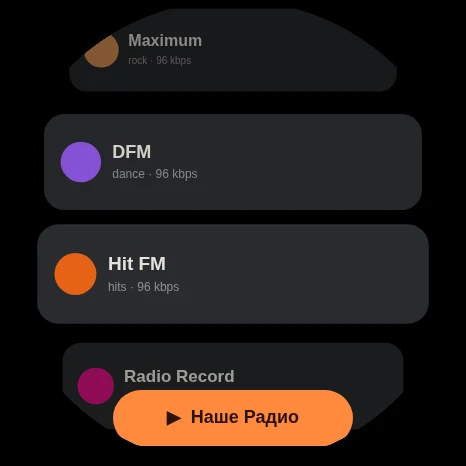 Maximum
rock · 96 kbps
DFM
dance · 96 kbps
Hit FM
hits · 96 kbps
Radio Record
▶ Наше Радио